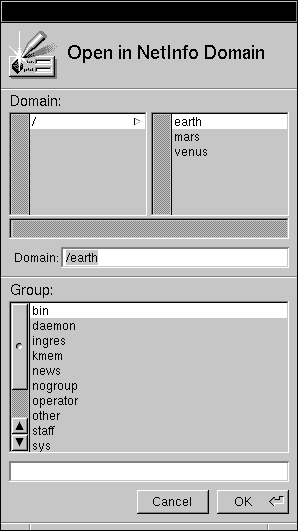 Open in NetInfo Domain
Domain:
/
earth
mars
venus
Domain: /earth
Group:
bin
daemon
ingres
kmem
news
nogroup
operator
other
staff
sys
Cancel OK